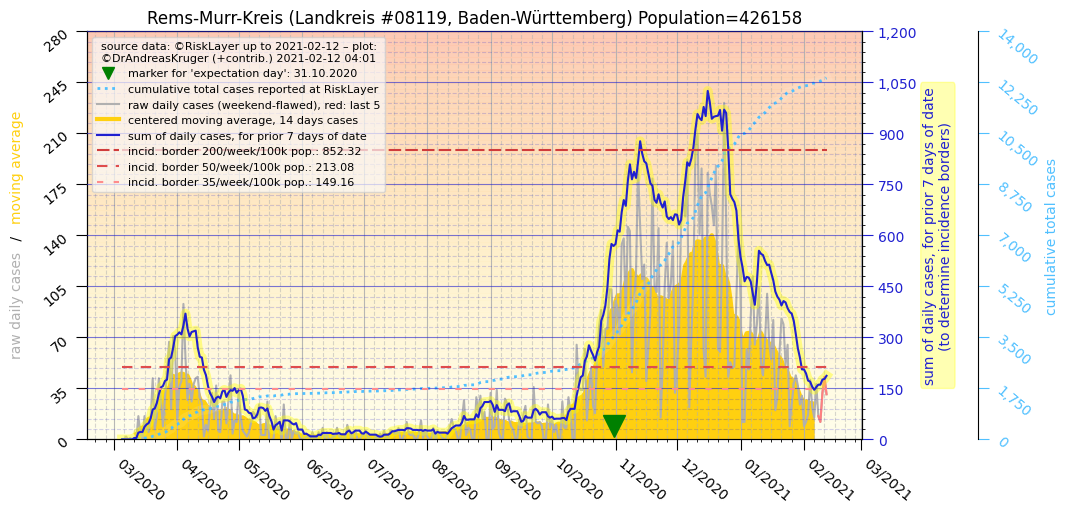 Rems-Murr-Kreis (Landkreis #08119, Baden-Württemberg) Population=426158
source data: ©RiskLayer up to 2021-02-12 – plot:
©DrAndreasKruger (+contrib.) 2021-02-12 04:01
marker for 'expectation day': 31.10.2020
cumulative total cases reported at RiskLayer
raw daily cases (weekend-flawed), red: last 5
centered moving average, 14 days cases
sum of daily cases, for prior 7 days of date
incid. border 200/week/100k pop.: 852.32
incid. border 50/week/100k pop.: 213.08
incid. border 35/week/100k pop.: 149.16
raw daily cases / moving average
280
245
210
175
140
105
70
35
0
03/2020
04/2020
05/2020
06/2020
07/2020
08/2020
09/2020
10/2020
11/2020
12/2020
01/2021
02/2021
03/2021
1,200
1,050
900
750
600
450
300
150
0
sum of daily cases, for prior 7 days of date
(to determine incidence borders)
14,000
12,250
10,500
8,750
7,000
5,250
3,500
1,750
0
cumulative total cases